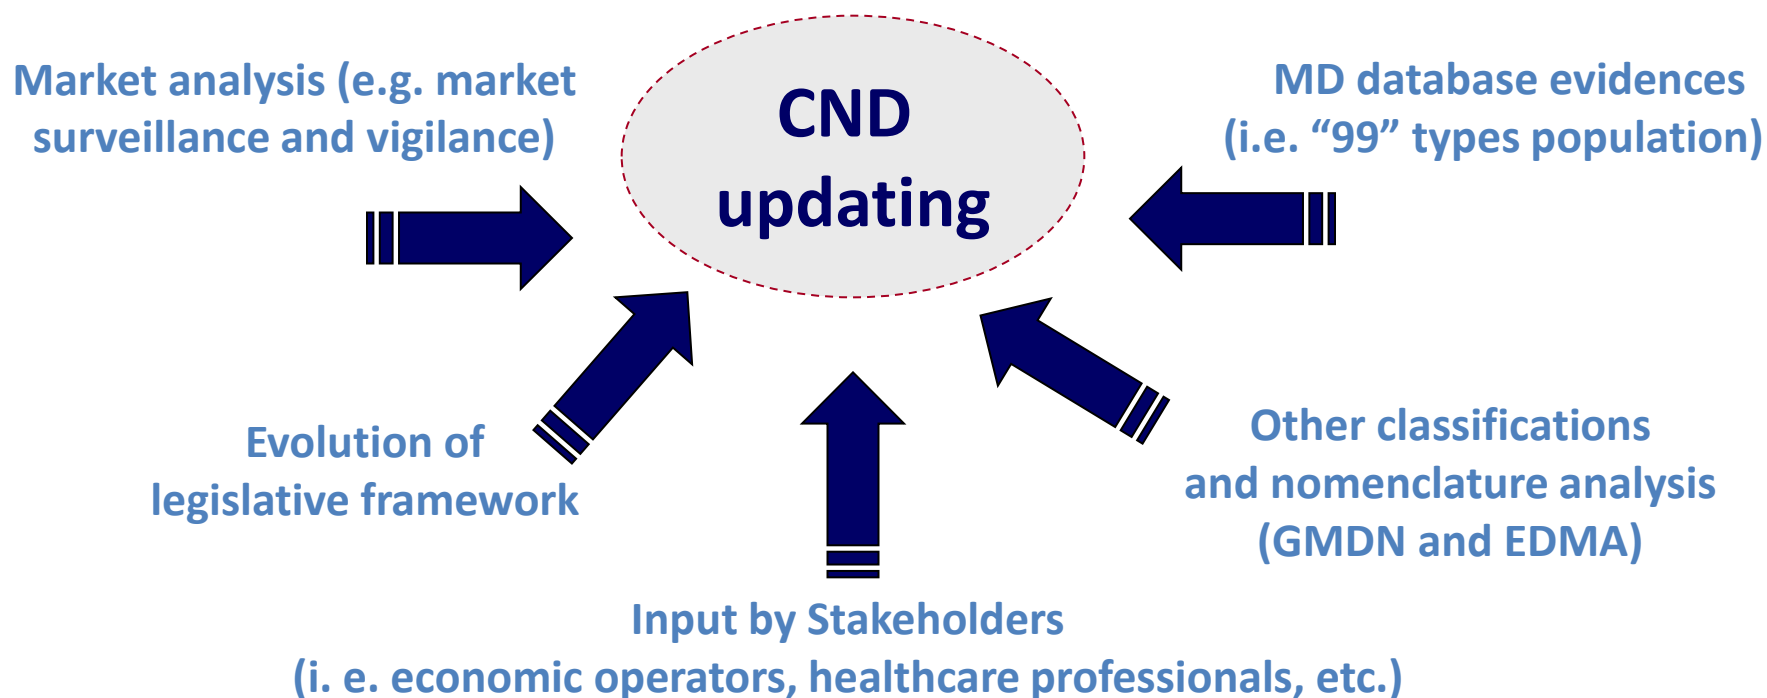 CND
updating
Market analysis (e.g. market
surveillance and vigilance)
MD database evidences
(i.e. “99” types population)
Evolution of
legislative framework
Other classifications
and nomenclature analysis
(GMDN and EDMA)
Input by Stakeholders
(i. e. economic operators, healthcare professionals, etc.)